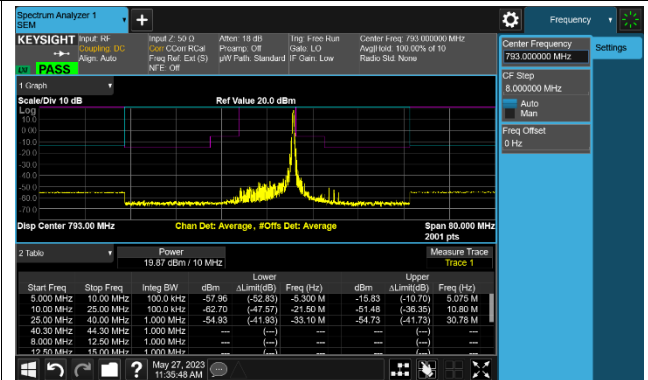 Spectrum Analyzer 1
SEM
Frequency
KEYSIGHT
Input: RF
Coupling: DC
Align: Auto
Input Z: 50 Ω
Corr CCorr RCal
Freq Ref: Ext (S)
NFE: Off
Atten: 18 dB
Preamp: Off
µW Path: Standard
Trig: Free Run
Gate: LO
IF Gain: Low
Center Freq: 793.000000 MHz
Avg|Hold: 100.00% of 10
Radio Std: None
LXI
PASS
Center Frequency
793.000000 MHz
Settings
CF Step
8.000000 MHz
Auto
Man
Freq Offset
0 Hz
1 Graph
Scale/Div 10 dB
Ref Value 20.0 dBm
Log
10.0
0.00
-10.0
-20.0
-30.0
-40.0
-50.0
-60.0
-70.0
Disp Center 793.00 MHz
Chan Det: Average, #Offs Det: Average
Span 80.000 MHz
2001 pts
2 Table
Power
19.87 dBm / 10 MHz
Measure Trace
Trace 1
Lower Upper
Start Freq Stop Freq Integ BW dBm ΔLimit(dB) Freq (Hz) dBm ΔLimit(dB) Freq (Hz)
5.000 MHz 10.00 MHz 100.0 kHz -57.96 (-52.83) -5.300 M -15.83 (-10.70) 5.075 M
10.00 MHz 25.00 MHz 100.0 kHz -62.70 (-47.57) -21.50 M -51.48 (-36.35) 10.80 M
25.00 MHz 40.00 MHz 1.000 MHz -54.93 (-41.93) -33.10 M -54.73 (-41.73) 30.78 M
40.30 MHz 44.30 MHz 1.000 MHz --- (---) --- (---)
8.000 MHz 12.50 MHz 1.000 MHz --- (---) --- (---)
12.50 MHz 15.00 MHz 1.000 MHz --- (---) --- (---)
?
May 27, 2023
11:35:48 AM